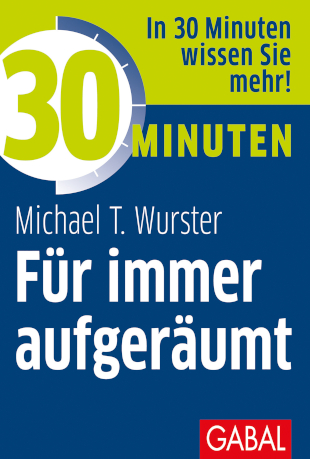 In 30 Minuten
wissen Sie
mehr!
30
MINUTEN
Michael T. Wurster
Für immer
aufgeräumt
GABAL